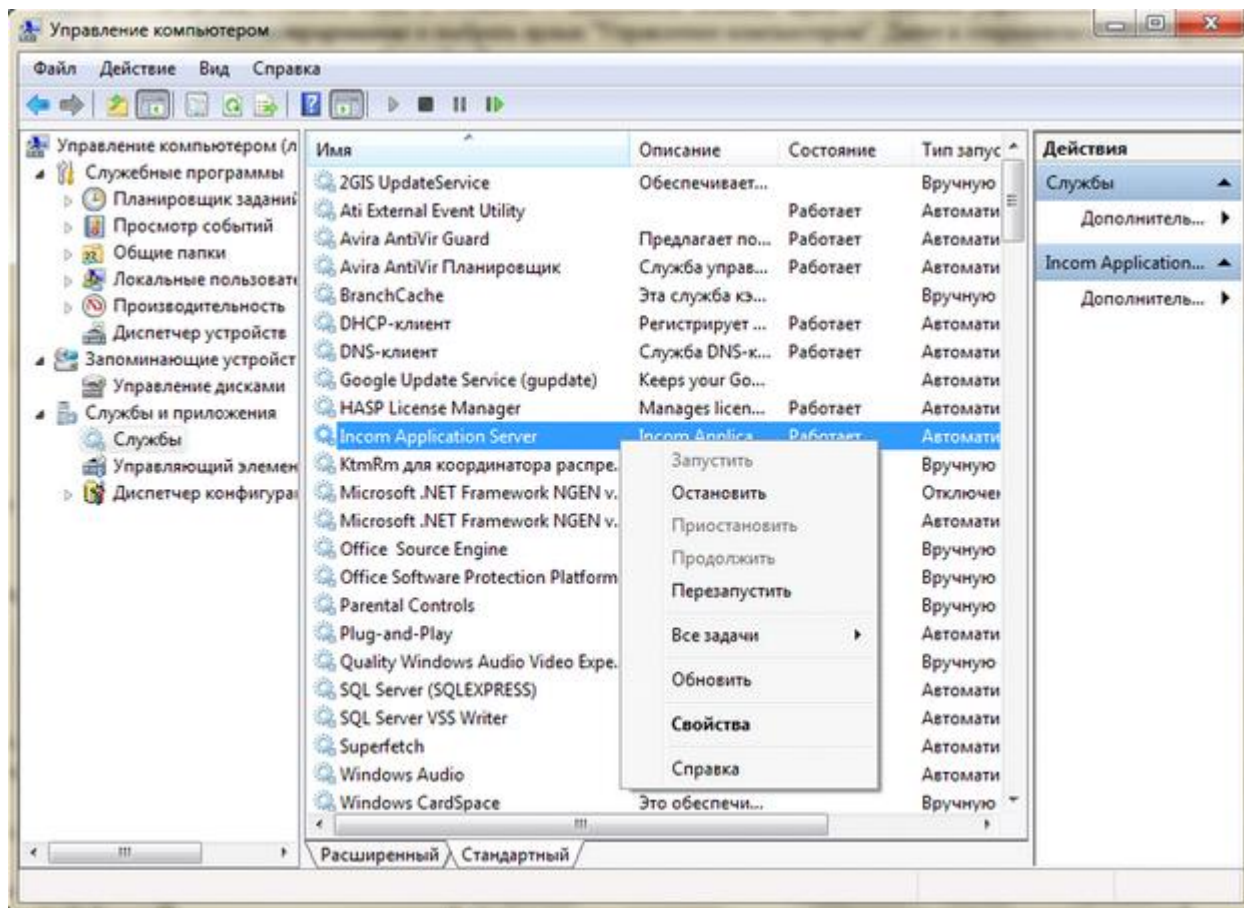 Управление компьютером
Файл Действие Вид Справка
Управление компьютером (л
Служебные программы
Планировщик заданий
Просмотр событий
Общие папки
Локальные пользовате
Производительность
Диспетчер устройств
Запоминающие устройст
Управление дисками
Службы и приложения
Службы
Управляющий элемен
Диспетчер конфигура
Имя Описание Состояние Тип запус
2GIS UpdateService Обеспечивает... Вручную
Ati External Event Utility Работает Автомати
Avira AntiVir Guard Предлагает по... Работает Автомати
Avira AntiVir Планировщик Служба управ... Работает Автомати
BranchCache Эта служба кэ... Вручную
DHCP-клиент Регистрирует ... Работает Автомати
DNS-клиент Служба DNS-к... Работает Автомати
Google Update Service (gupdate) Keeps your Go... Автомати
HASP License Manager Manages licen... Работает Автомати
Incom Application Server Incom Applica... Работает Автомати
KtmRm для координатора распре... Вручную
Microsoft .NET Framework NGEN v... Отключен
Microsoft .NET Framework NGEN v... Автомати
Office Source Engine Вручную
Office Software Protection Platform Вручную
Parental Controls Вручную
Plug-and-Play Автомати
Quality Windows Audio Video Expe... Вручную
SQL Server (SQLEXPRESS) Автомати
SQL Server VSS Writer Автомати
Superfetch Автомати
Windows Audio Автомати
Windows CardSpace Это обеспечи... Вручную
Запустить
Остановить
Приостановить
Продолжить
Перезапустить
Все задачи
Обновить
Свойства
Справка
Расширенный Стандартный
Действия
Службы
Дополнитель...
Incom Application...
Дополнитель...